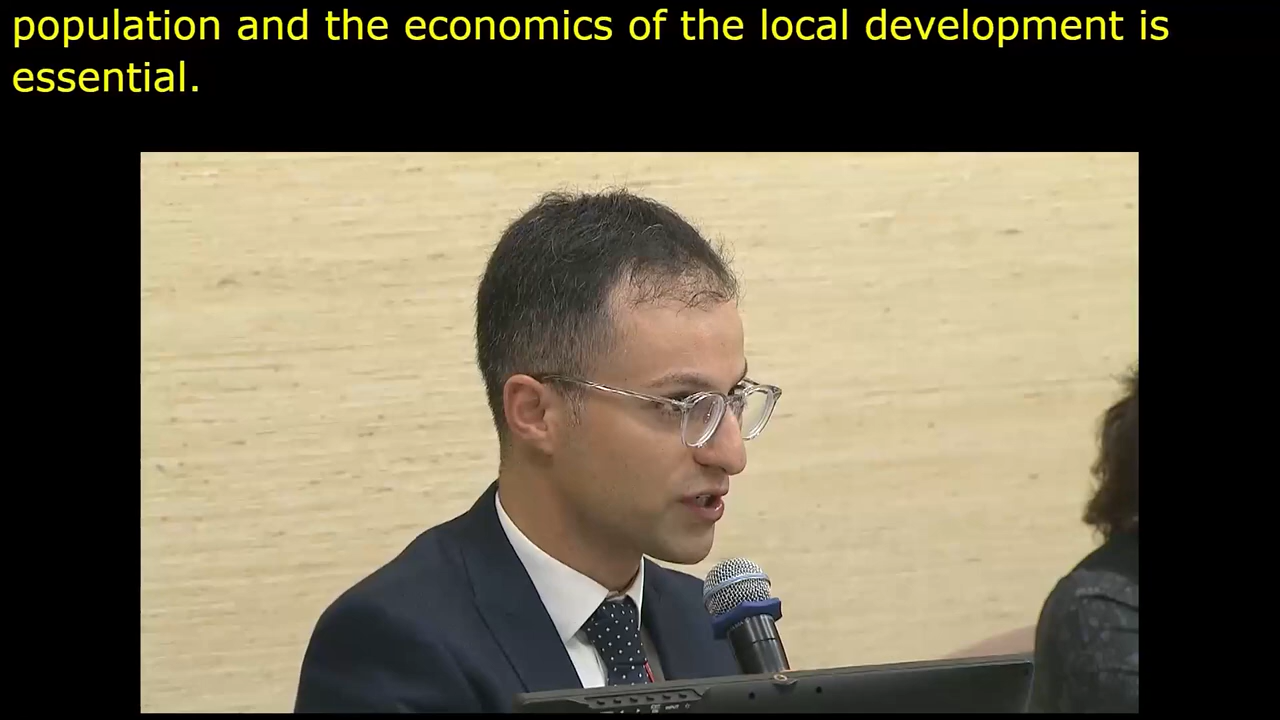 population and the economics of the local development is
essential.